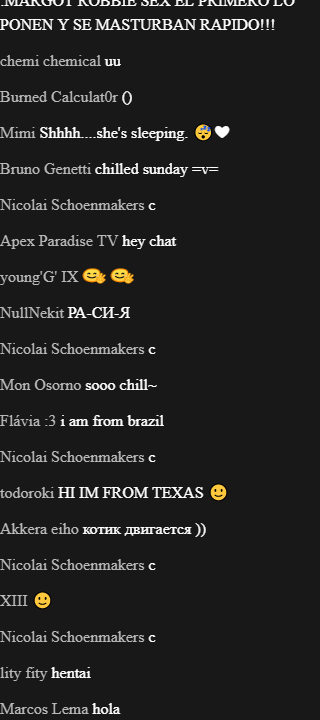 .MARGOT ROBBIE SEX EL PRIMERO LO
PONEN Y SE MASTURBAN RAPIDO!!!
chemi chemical uu
Burned Calculat0r ()
Mimi Shhhh....she's sleeping. 😴🤍
Bruno Genetti chilled sunday =v=
Nicolai Schoenmakers c
Apex Paradise TV hey chat
young'G' IX 🤗 🤗
NullNekit РА-СИ-Я
Nicolai Schoenmakers c
Mon Osorno sooo chill~
Flávia :3 i am from brazil
Nicolai Schoenmakers c
todoroki HI IM FROM TEXAS 🙂
Akkera eiho котик двигается ))
Nicolai Schoenmakers c
XIII 🙂
Nicolai Schoenmakers c
lity fity hentai
Marcos Lema hola